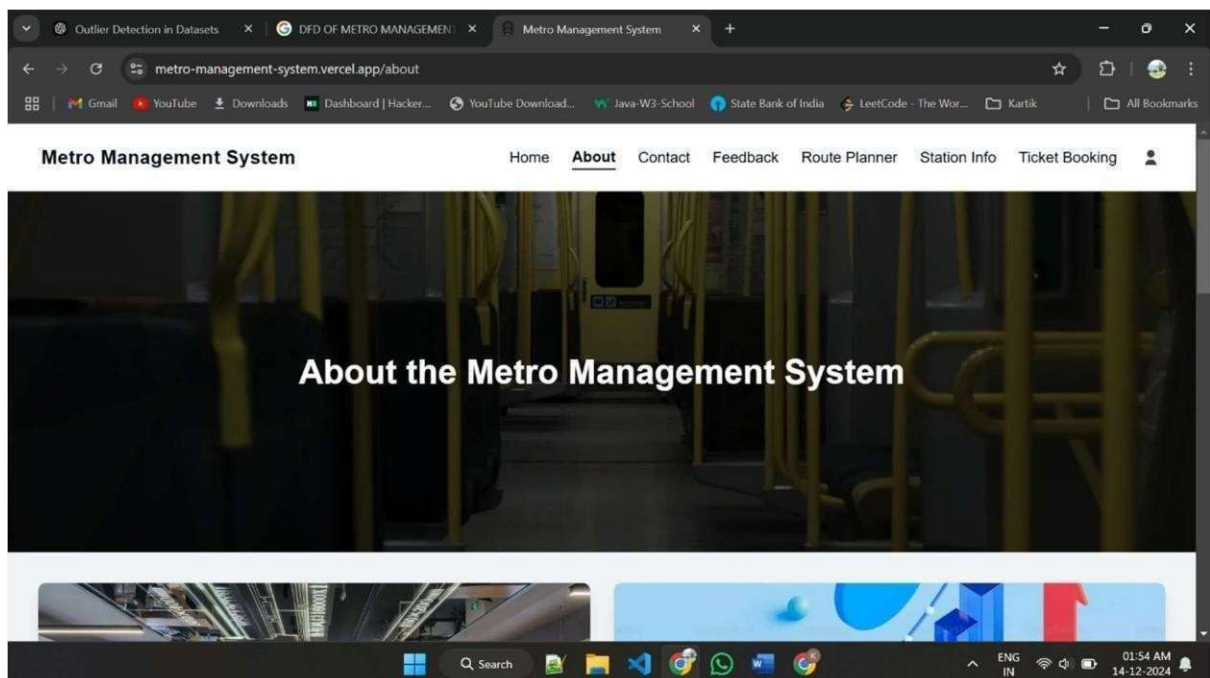 Outlier Detection in Datasets
DFD OF METRO MANAGEMENT
Metro Management System
metro-management-system.vercel.app/about
Gmail
YouTube
Downloads
Dashboard | Hacker...
YouTube Download...
Java-W3-School
State Bank of India
LeetCode - The Wor...
Kartik
All Bookmarks
Metro Management System
Home
About
Contact
Feedback
Route Planner
Station Info
Ticket Booking
About the Metro Management System
Search
ENG
IN
01:54 AM
14-12-2024